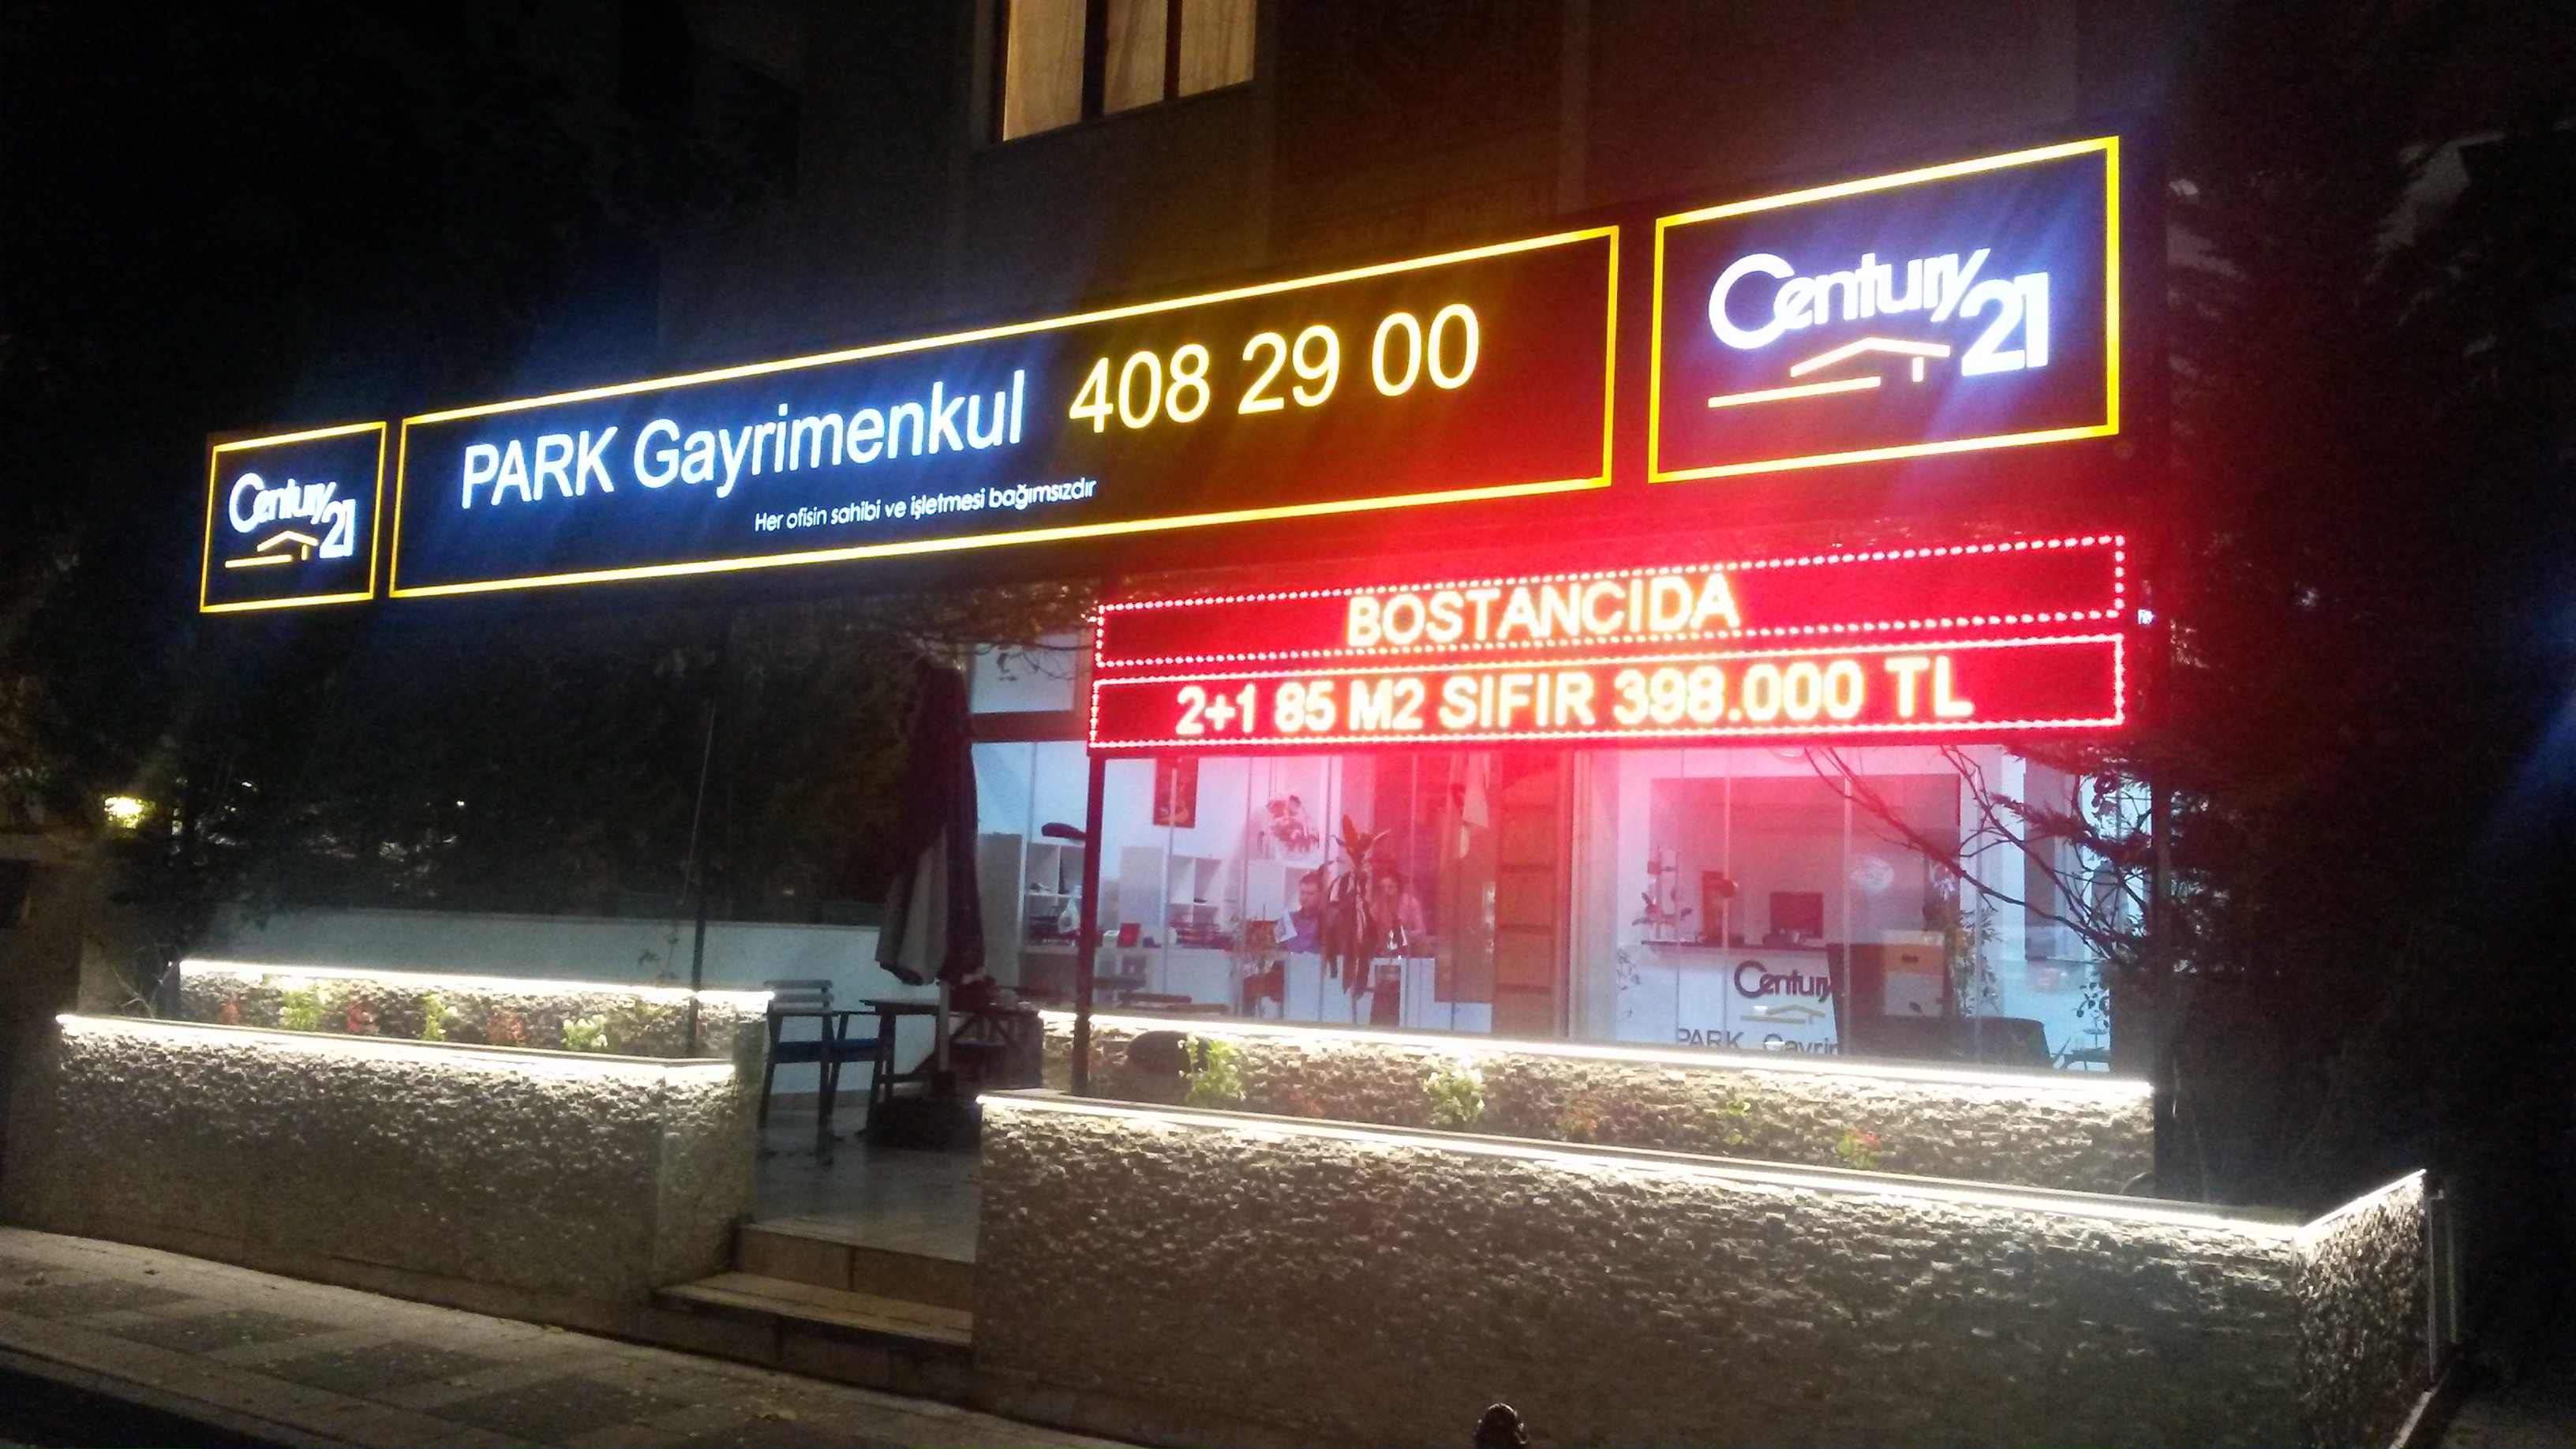 Century 21
PARK Gayrimenkul 408 29 00
Her ofisin sahibi ve işletmesi bağımsızdır
Century 21
BOSTANCIDA
2+1 85 M2 SIFIR 398.000 TL
Century
PARK Gayrim